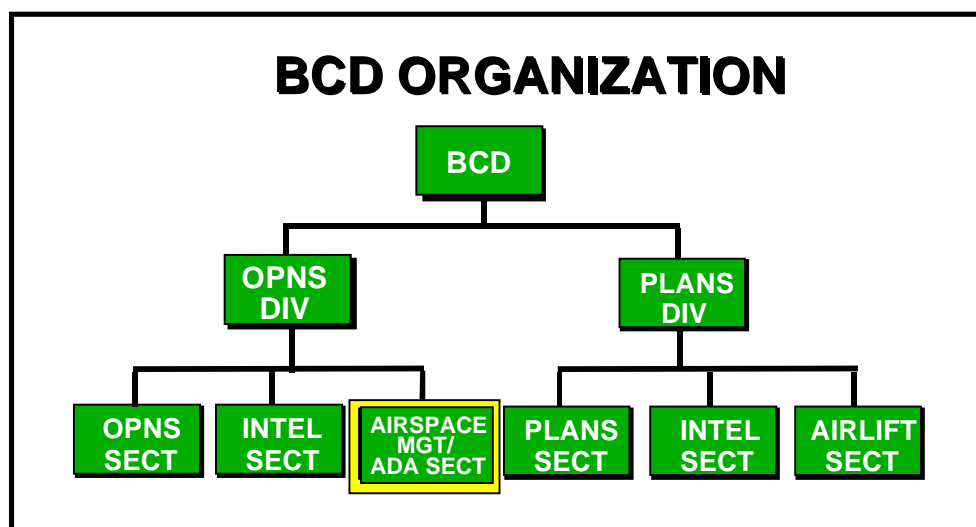 BCD ORGANIZATION
BCD
OPNS
DIV
PLANS
DIV
OPNS
SECT
INTEL
SECT
AIRSPACE
MGT/
ADA SECT
PLANS
SECT
INTEL
SECT
AIRLIFT
SECT